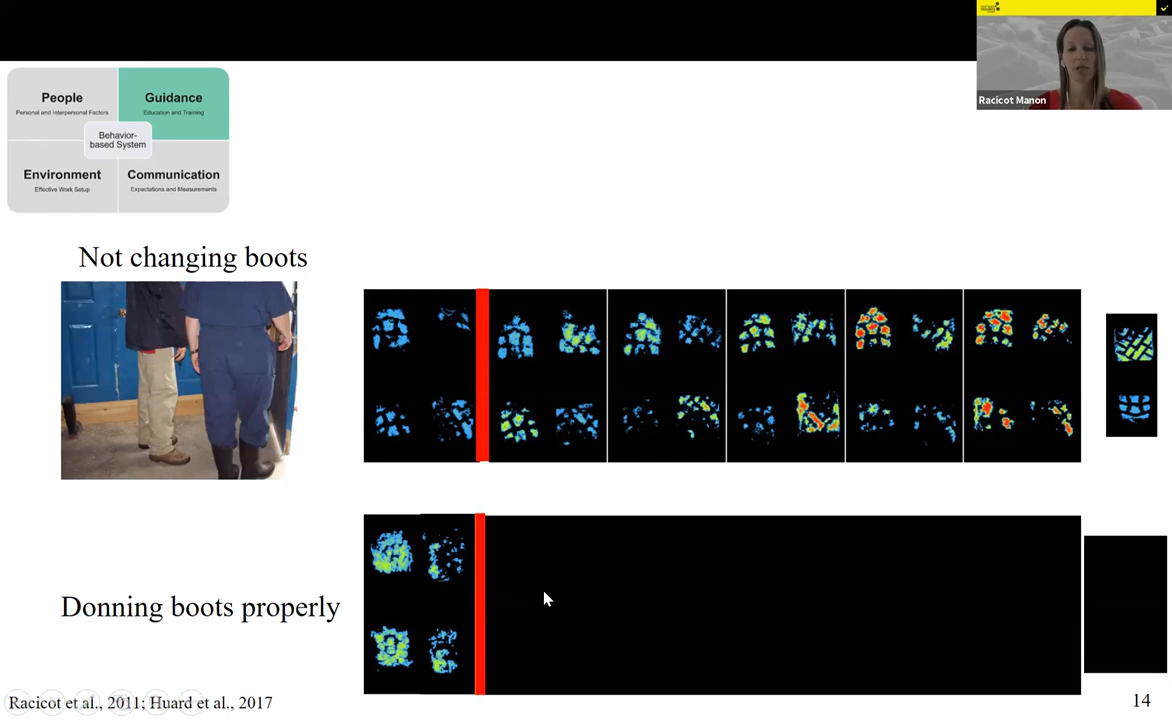 Racicot Manon
People
Personal and Interpersonal Factors
Guidance
Education and Training
Behavior-
based System
Environment
Effective Work Setup
Communication
Expectations and Measurements
Not changing boots
Donning boots properly
Racicot et al., 2011; Huard et al., 2017
14